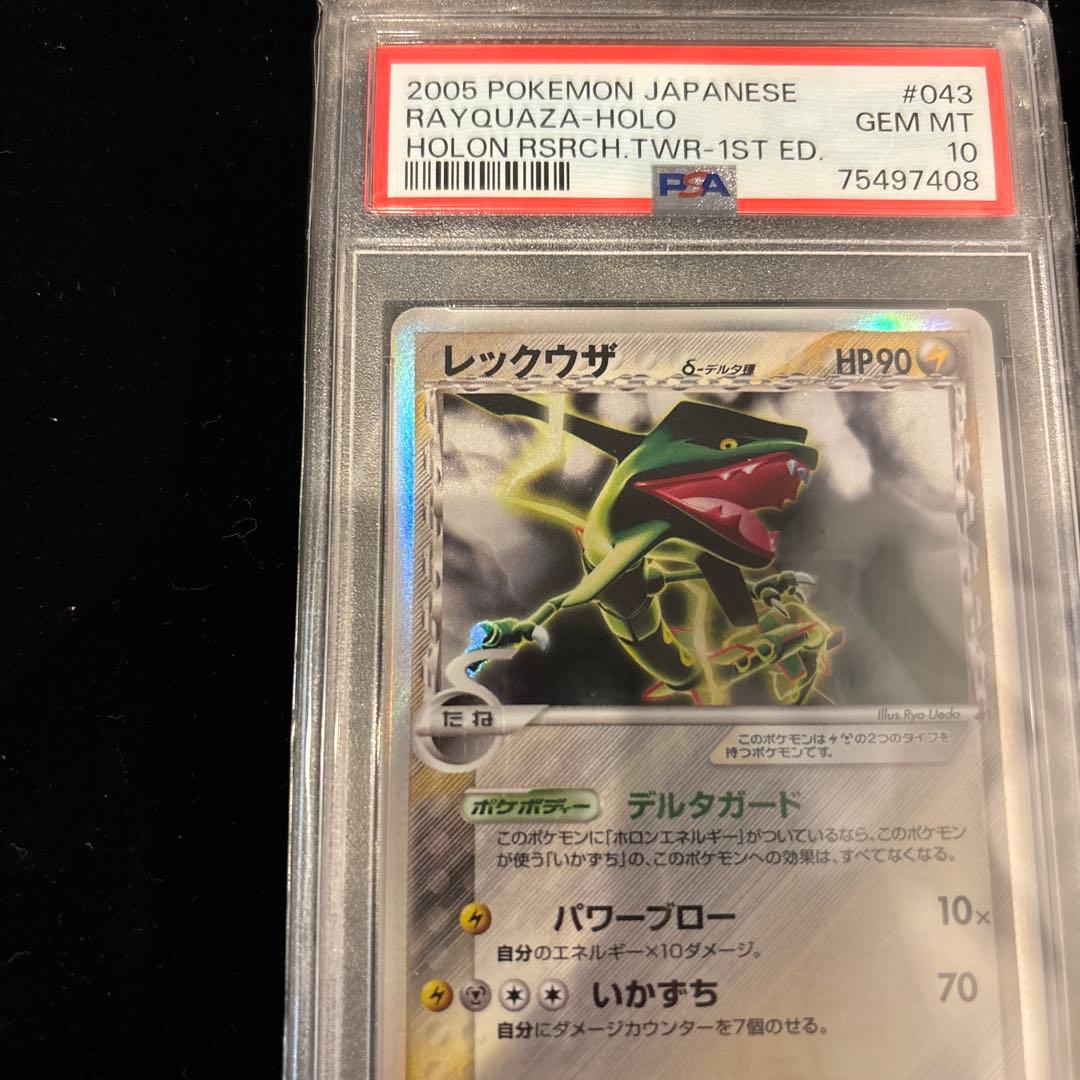 2005 POKEMON JAPANESE #043
RAYQUAZA-HOLO GEM MT
HOLON RSRCH.TWR-1ST ED. 10
PSA 75497408
レックウザ δ-デルタ種 HP90
たね
Illus.Ryo Ueda
このポケモンはの2つのタイプを
持つポケモンです。
ポケボディー デルタガード
このポケモンに「ホロンエネルギー」がついているなら、このポケモン
が使う「いかずち」の、このポケモンへの効果は、すべてなくなる。
パワーブロー 10×
自分のエネルギー×10ダメージ。
いかずち 70
自分にダメージカウンターを7個のせる。